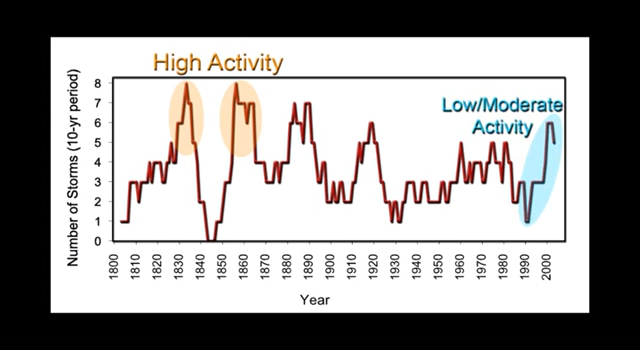 High Activity
Low/Moderate
Activity
Number of Storms (10-yr period)
8
7
6
5
4
3
2
1
0
1800 1810 1820 1830 1840 1850 1860 1870 1880 1890 1900 1910 1920 1930 1940 1950 1960 1970 1980 1990 2000
Year